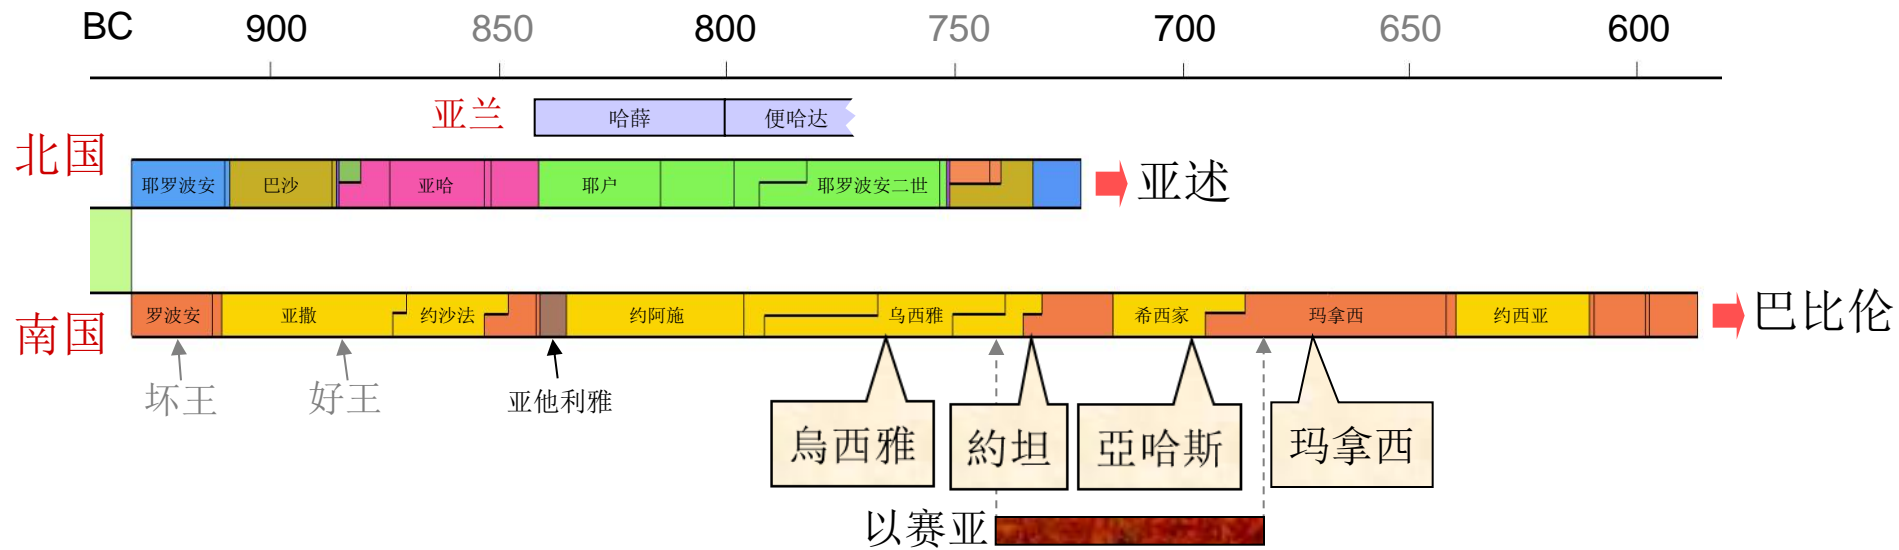 BC 900 850 800 750 700 650 600
亚兰 哈薛 便哈达
北国 耶罗波安 巴沙 亚哈 耶户 耶罗波安二世 亚述
南国 罗波安 亚撒 约沙法 约阿施 乌西雅 希西家 玛拿西 约西亚 巴比伦
坏王 好王 亚他利雅
烏西雅 約坦 亞哈斯 玛拿西
以赛亚